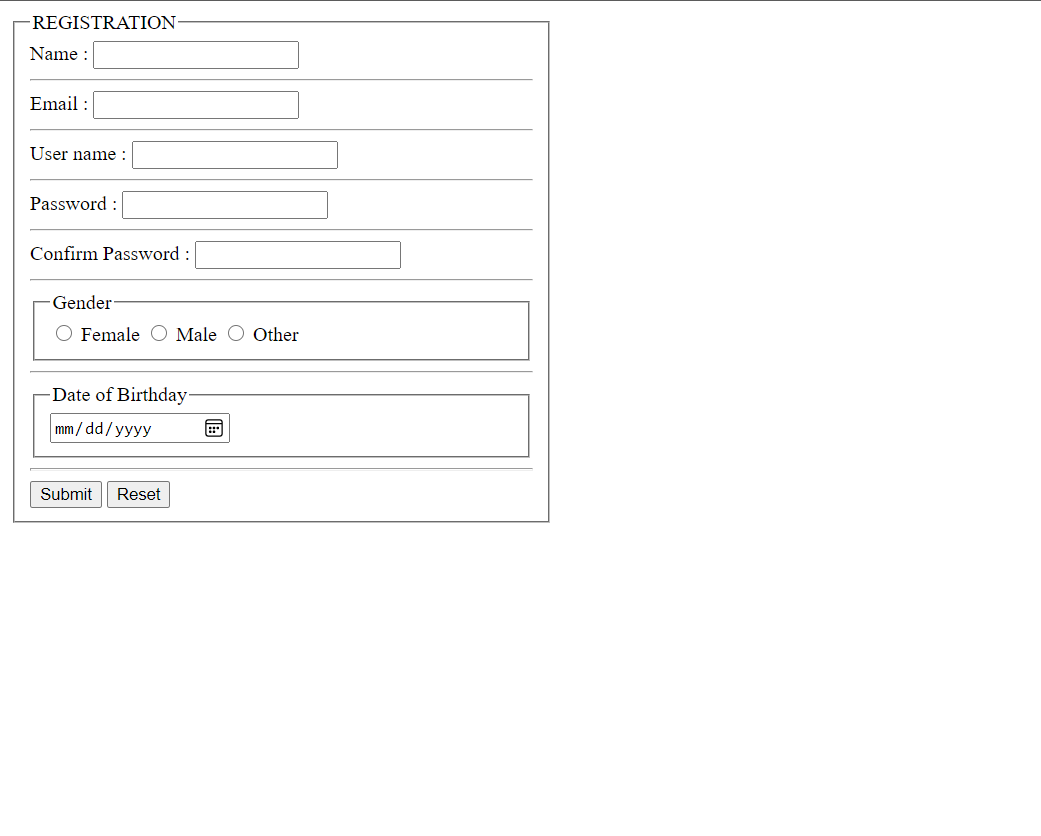 REGISTRATION
Name :
Email :
User name :
Password :
Confirm Password :
Gender
Female Male Other
Date of Birthday
mm/dd/yyyy
Submit Reset